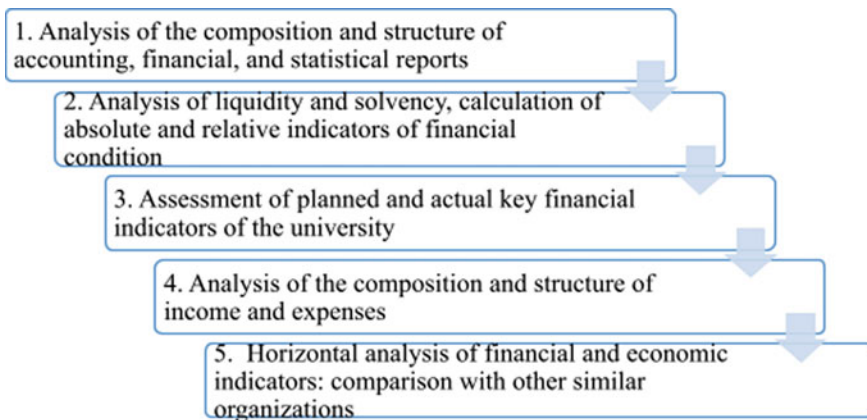 1. Analysis of the composition and structure of
accounting, financial, and statistical reports
2. Analysis of liquidity and solvency, calculation of
absolute and relative indicators of financial
condition
3. Assessment of planned and actual key financial
indicators of the university
4. Analysis of the composition and structure of
income and expenses
5. Horizontal analysis of financial and economic
indicators: comparison with other similar
organizations